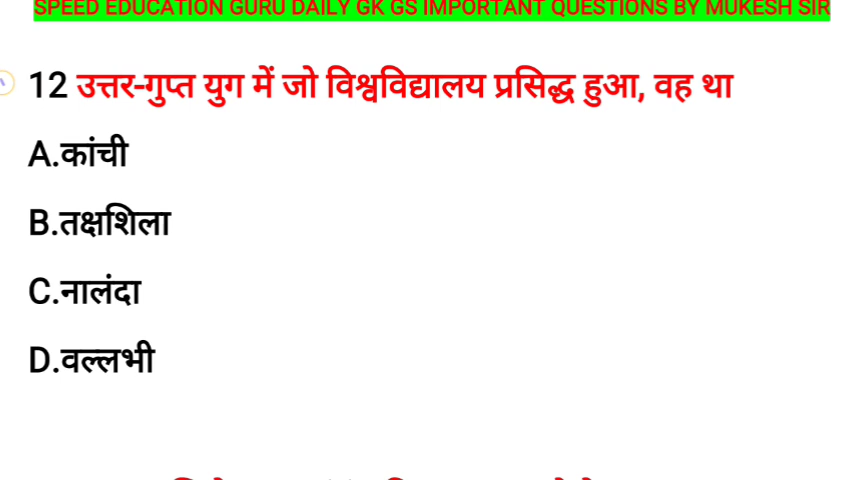 SPEED EDUCATION GURU DAILY GK GS IMPORTANT QUESTIONS BY MUKESH SIR
12 उत्तर-गुप्त युग में जो विश्वविद्यालय प्रसिद्ध हुआ, वह था
A.कांची
B.तक्षशिला
C.नालंदा
D.वल्लभी